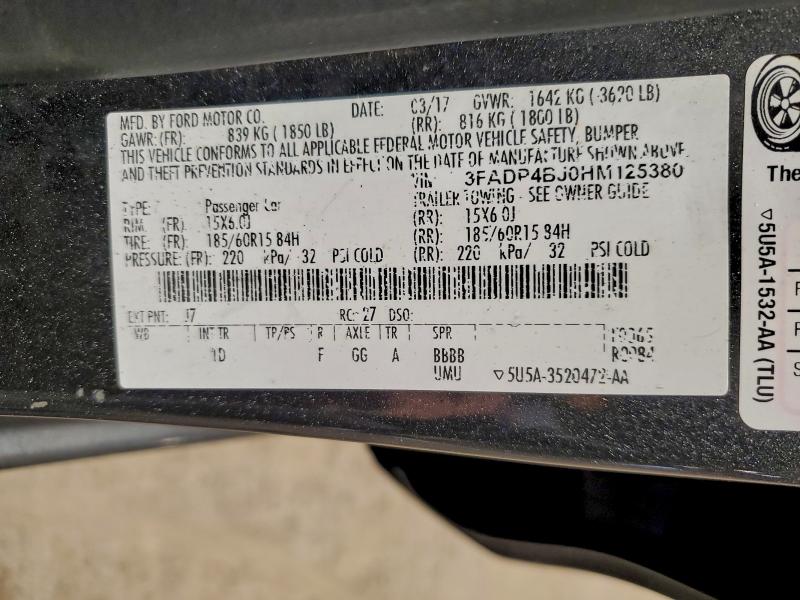 MFD. BY FORD MOTOR CO. DATE: 03/17 GVWR: 1642 KG ( 3620 LB)
GAWR: (FR): 839 KG ( 1850 LB) (RR): 816 KG ( 1800 LB)
THIS VEHICLE CONFORMS TO ALL APPLICABLE FEDERAL MOTOR VEHICLE SAFETY, BUMPER
AND THEFT PREVENTION STANDARDS IN EFFECT ON THE DATE OF MANUFACTURE SHOWN ABOVE.
VIN 3FADP4BJ0HM125380
TYPE: Passenger Car TRAILER TOWING - SEE OWNER GUIDE
RIM: (FR): 15X6.0J (RR): 15X6.0J
TIRE: (FR): 185/60R15 84H (RR): 185/60R15 84H
PRESSURE: (FR): 220 kPa/ 32 PSI COLD (RR): 220 kPa/ 32 PSI COLD
EXT PNT: J7 RC: 27 DSO:
WB INT TR TP/PS R AXLE TR SPR
F GG A BBBB
UMU ▽5U5A-3520472-AA
The
▽5U5A-1532-AA (TLU)